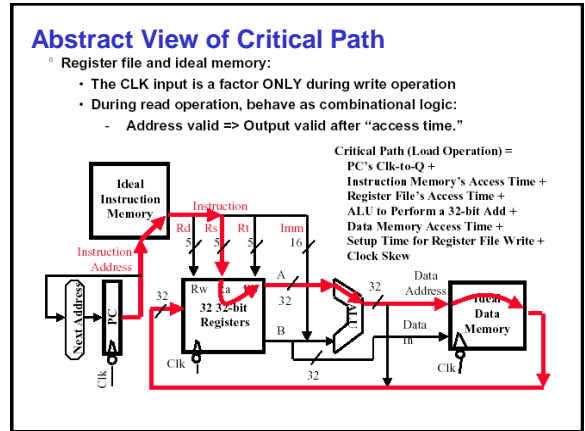 Abstract View of Critical Path
° Register file and ideal memory:
• The CLK input is a factor ONLY during write operation
• During read operation, behave as combinational logic:
- Address valid => Output valid after “access time.”
Critical Path (Load Operation) =
PC's Clk-to-Q +
Instruction Memory's Access Time +
Register File's Access Time +
ALU to Perform a 32-bit Add +
Data Memory Access Time +
Setup Time for Register File Write +
Clock Skew
Ideal
Instruction
Memory
Instruction
Rd Rs Rt Imm
5 5 5 16
Instruction
Address
Next Address
PC
Clk
32
Rw Ra
32 32-bit
Registers
Clk
A
32
B
32
ALU
32
Data
Address
Data
In
Ideal
Data
Memory
Clk